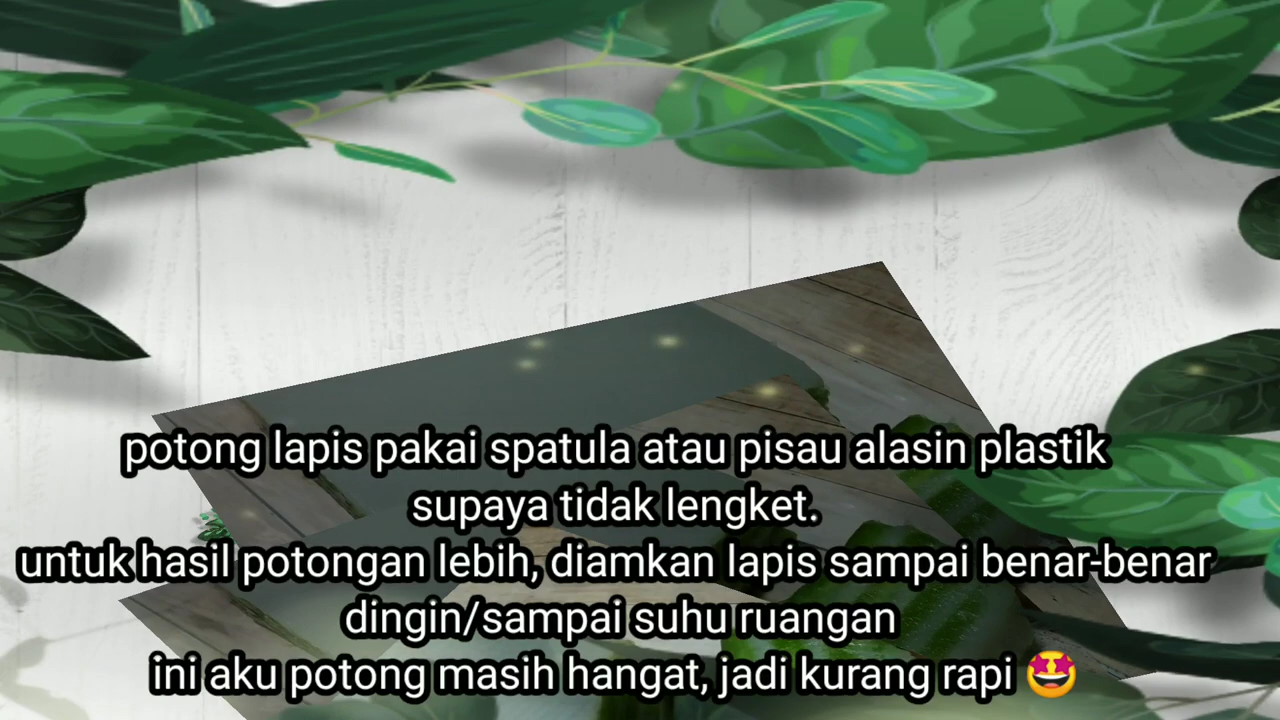 potong lapis pakai spatula atau pisau alasin plastik
supaya tidak lengket.
untuk hasil potongan lebih, diamkan lapis sampai benar-benar
dingin/sampai suhu ruangan
ini aku potong masih hangat, jadi kurang rapi 🤩